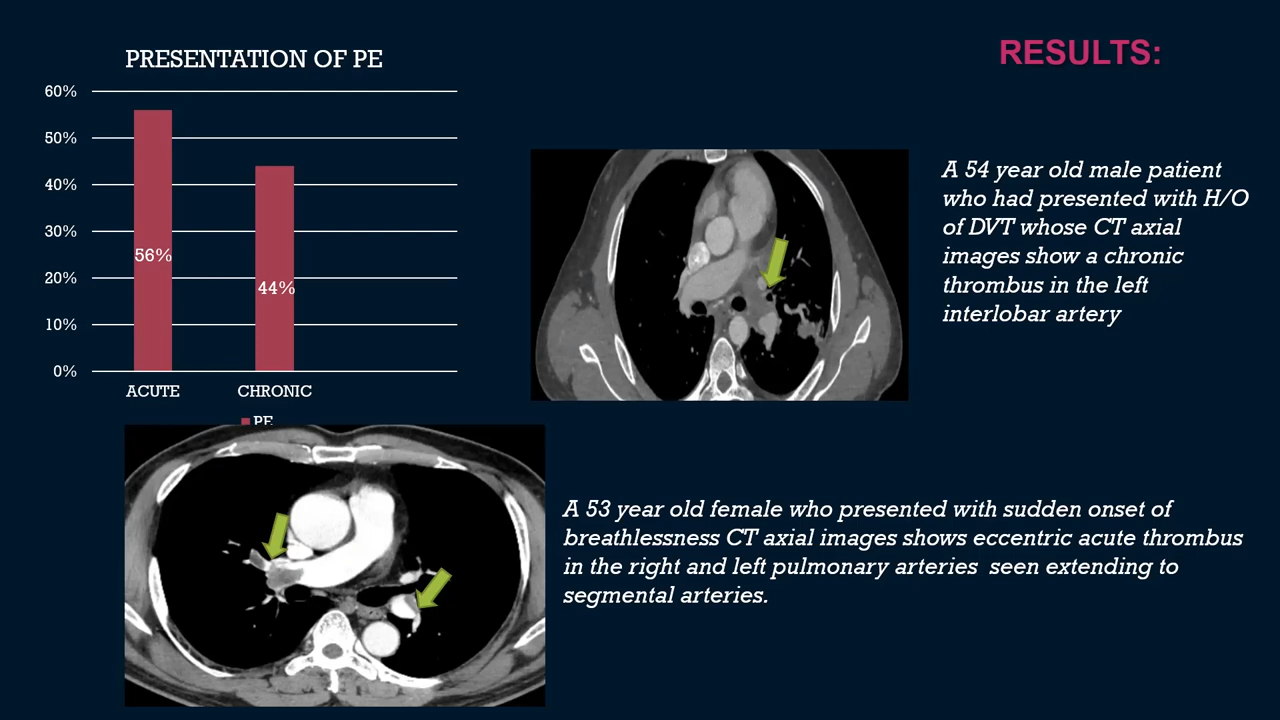 PRESENTATION OF PE
RESULTS:
60%
50%
40%
30%
20%
10%
0%
56%
44%
ACUTE
CHRONIC
PE
A 54 year old male patient
who had presented with H/O
of DVT whose CT axial
images show a chronic
thrombus in the left
interlobar artery
A 53 year old female who presented with sudden onset of
breathlessness CT axial images shows eccentric acute thrombus
in the right and left pulmonary arteries seen extending to
segmental arteries.